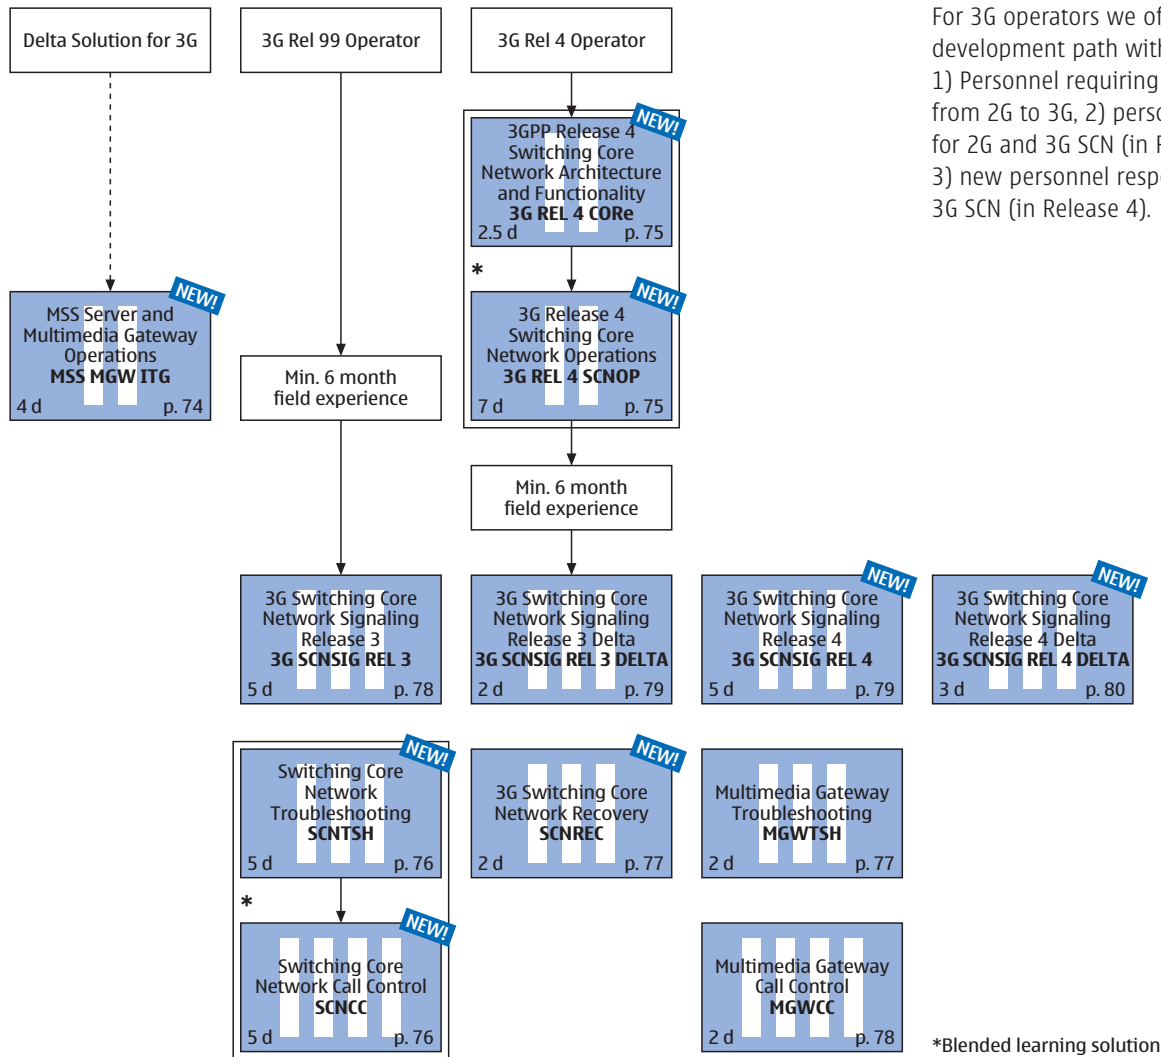 Delta Solution for 3G
3G Rel 99 Operator
3G Rel 4 Operator
For 3G operators we of
development path with
1) Personnel requiring
from 2G to 3G, 2) perso
for 2G and 3G SCN (in R
3) new personnel resp
3G SCN (in Release 4).
NEW!
3GPP Release 4
Switching Core
Network Architecture
and Functionality
3G REL 4 CORe
2.5 d p. 75
*
NEW!
MSS Server and
Multimedia Gateway
Operations
MSS MGW ITG
4 d p. 74
Min. 6 month
field experience
NEW!
3G Release 4
Switching Core
Network Operations
3G REL 4 SCNOP
7 d p. 75
Min. 6 month
field experience
3G Switching Core
Network Signaling
Release 3
3G SCNSIG REL 3
5 d p. 78
3G Switching Core
Network Signaling
Release 3 Delta
3G SCNSIG REL 3 DELTA
2 d p. 79
NEW!
3G Switching Core
Network Signaling
Release 4
3G SCNSIG REL 4
5 d p. 79
NEW!
3G Switching Core
Network Signaling
Release 4 Delta
3G SCNSIG REL 4 DELTA
3 d p. 80
NEW!
Switching Core
Network
Troubleshooting
SCNTSH
5 d p. 76
NEW!
3G Switching Core
Network Recovery
SCNREC
2 d p. 77
Multimedia Gateway
Troubleshooting
MGWTSH
2 d p. 77
*
NEW!
Switching Core
Network Call Control
SCNCC
5 d p. 76
Multimedia Gateway
Call Control
MGWCC
2 d p. 78
*Blended learning solution